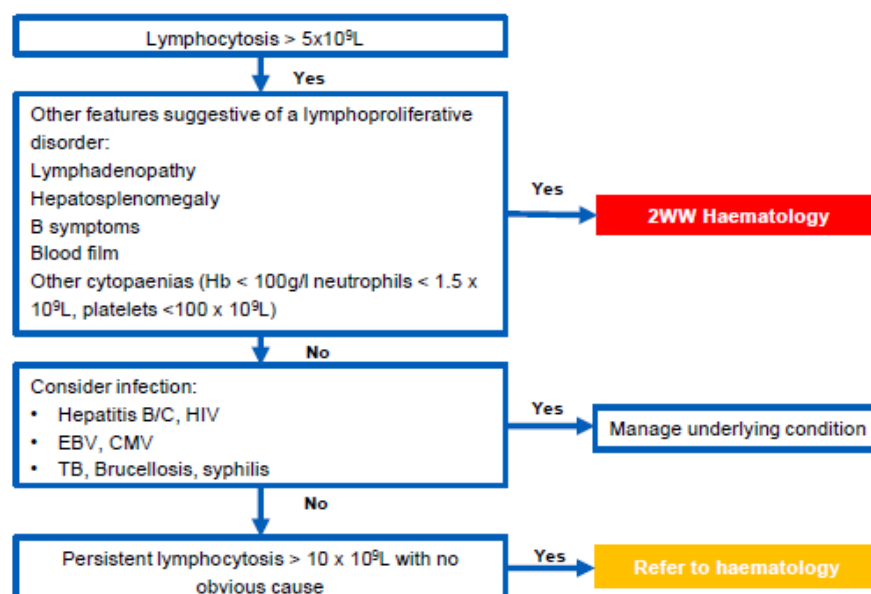 Lymphocytosis > 5x10⁹L
Yes
Other features suggestive of a lymphoproliferative
disorder:
Lymphadenopathy
Hepatosplenomegaly
B symptoms
Blood film
Other cytopaenias (Hb < 100g/l neutrophils < 1.5 x
10⁹L, platelets <100 x 10⁹L)
Yes
2WW Haematology
No
Consider infection:
• Hepatitis B/C, HIV
• EBV, CMV
• TB, Brucellosis, syphilis
Yes
Manage underlying condition
No
Persistent lymphocytosis > 10 x 10⁹L with no
obvious cause
Yes
Refer to haematology